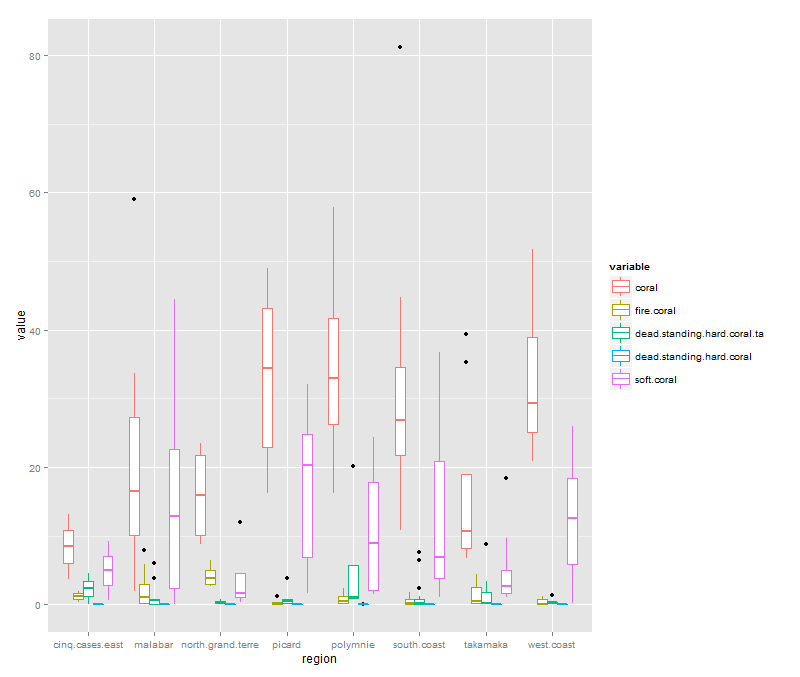 80
60
40
20
0
value
cinq.cases.east malabar north.grand.terre picard polymnie south.coast takamaka west.coast
region
variable
coral
fire.coral
dead.standing.hard.coral.ta
dead.standing.hard.coral
soft.coral